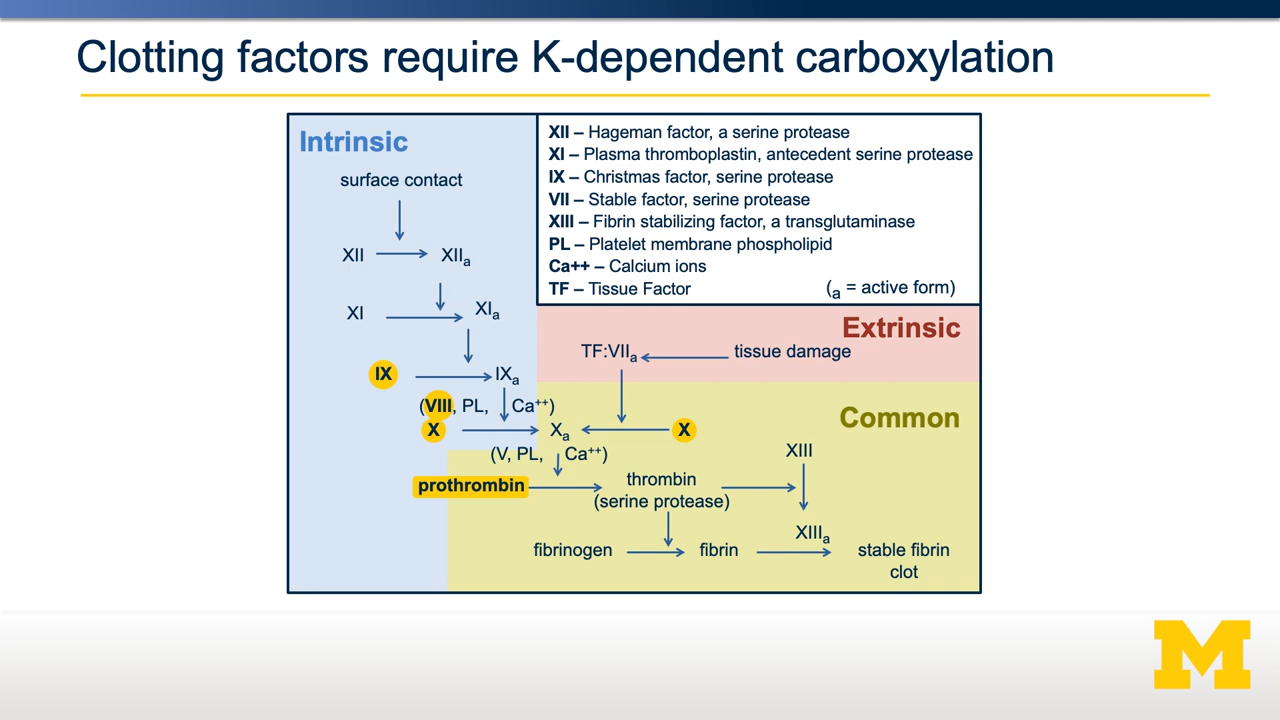 Clotting factors require K-dependent carboxylation
Intrinsic
surface contact
XII
XIIa
XI
XIa
IX
IXa
(VIII, PL, Ca++)
X
Xa
X
(V, PL, Ca++)
prothrombin
thrombin
(serine protease)
fibrinogen
fibrin
XII – Hageman factor, a serine protease
XI – Plasma thromboplastin, antecedent serine protease
IX – Christmas factor, serine protease
VII – Stable factor, serine protease
XIII – Fibrin stabilizing factor, a transglutaminase
PL – Platelet membrane phospholipid
Ca++ – Calcium ions
TF – Tissue Factor
(a = active form)
Extrinsic
TF:VIIa
tissue damage
Common
XIII
XIIIa
stable fibrin
clot
M